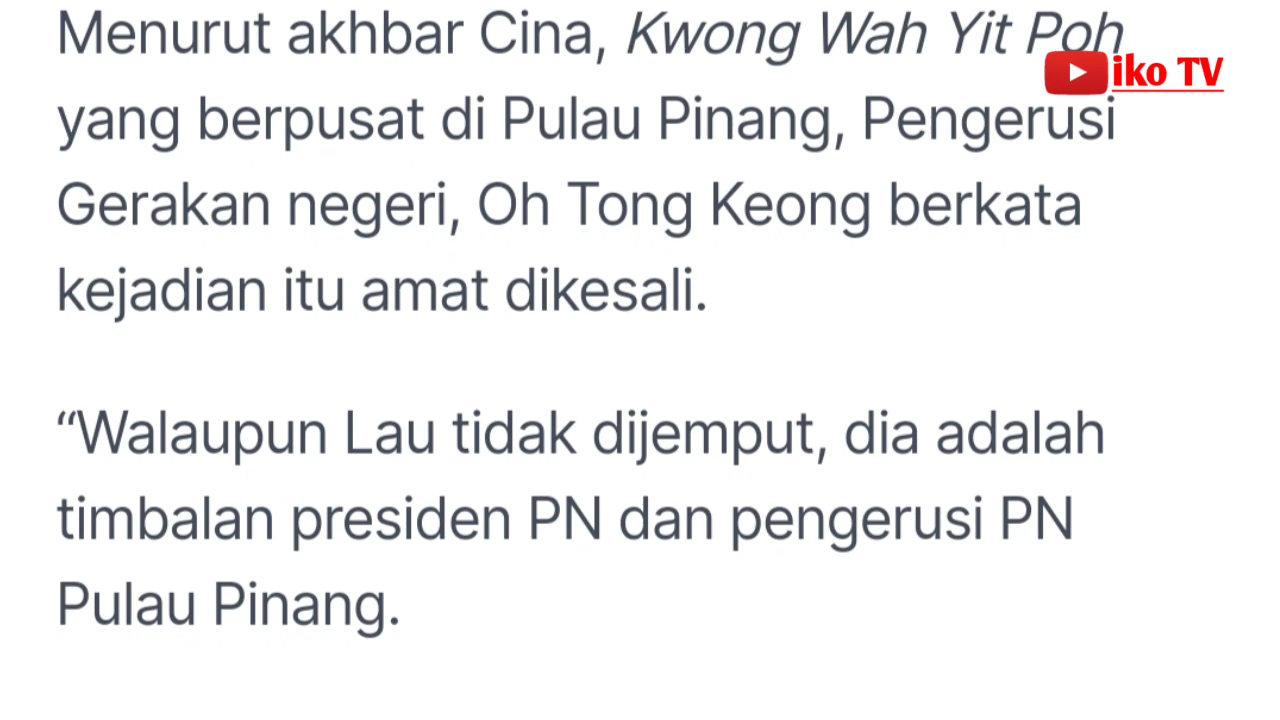 Menurut akhbar Cina, Kwong Wah Yit Poh
iko TV
yang berpusat di Pulau Pinang, Pengerusi
Gerakan negeri, Oh Tong Keong berkata
kejadian itu amat dikesali.
“Walaupun Lau tidak dijemput, dia adalah
timbalan presiden PN dan pengerusi PN
Pulau Pinang.